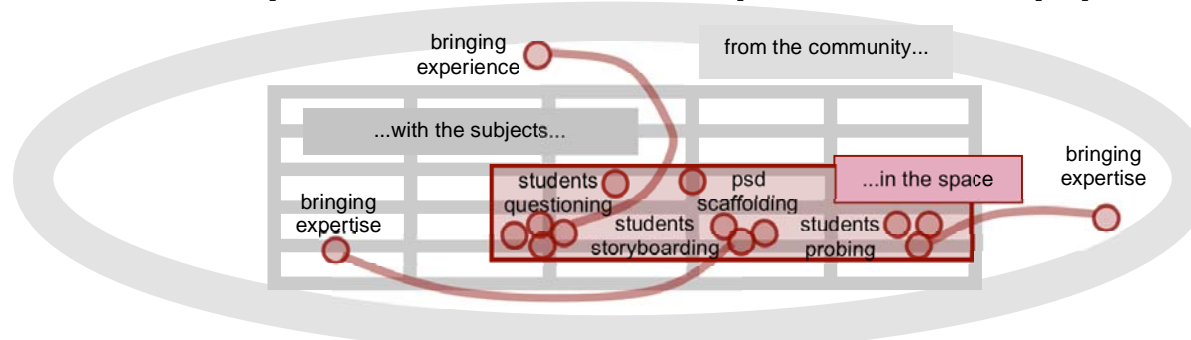 bringing
experience
from the community...
...with the subjects...
bringing
expertise
students
questioning
psd
scaffolding
...in the space
bringing
expertise
students
storyboarding
students
probing